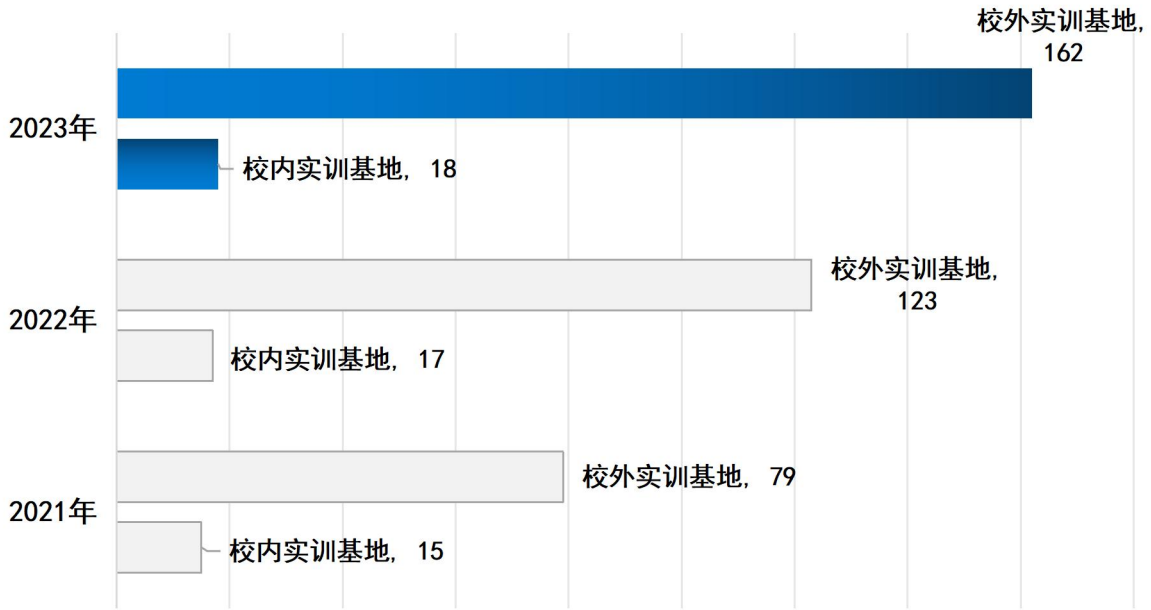 校外实训基地,
162
2023年
校内实训基地, 18
校外实训基地,
123
2022年
校内实训基地, 17
校外实训基地, 79
2021年
校内实训基地, 15